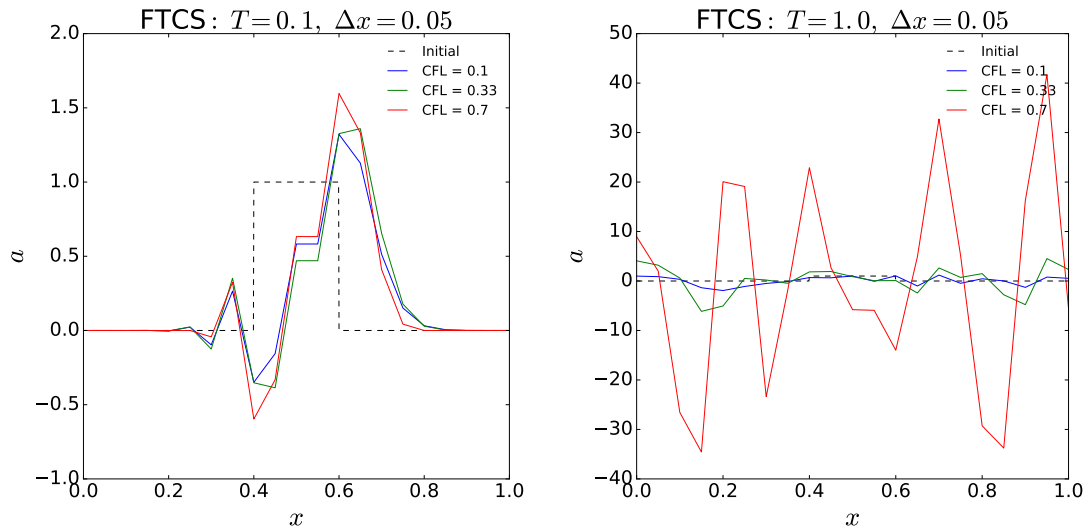 FTCS: T=0.1, Δx=0.05
2.0
1.5
1.0
0.5
0.0
−0.5
−1.0
a
Initial
CFL = 0.1
CFL = 0.33
CFL = 0.7
0.0 0.2 0.4 0.6 0.8 1.0
x
FTCS: T=1.0, Δx=0.05
50
40
30
20
10
0
−10
−20
−30
−40
a
Initial
CFL = 0.1
CFL = 0.33
CFL = 0.7
0.0 0.2 0.4 0.6 0.8 1.0
x